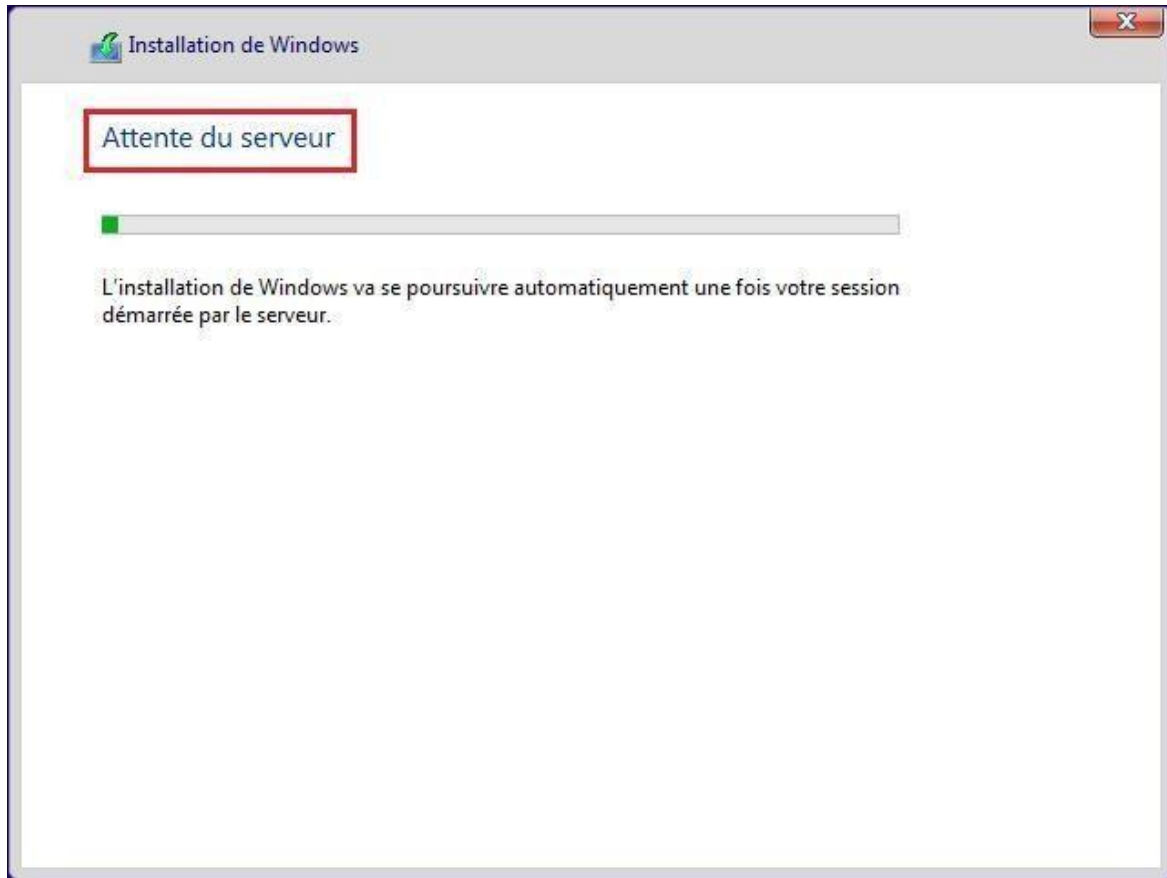 Installation de Windows
Attente du serveur
L'installation de Windows va se poursuivre automatiquement une fois votre session
démarrée par le serveur.